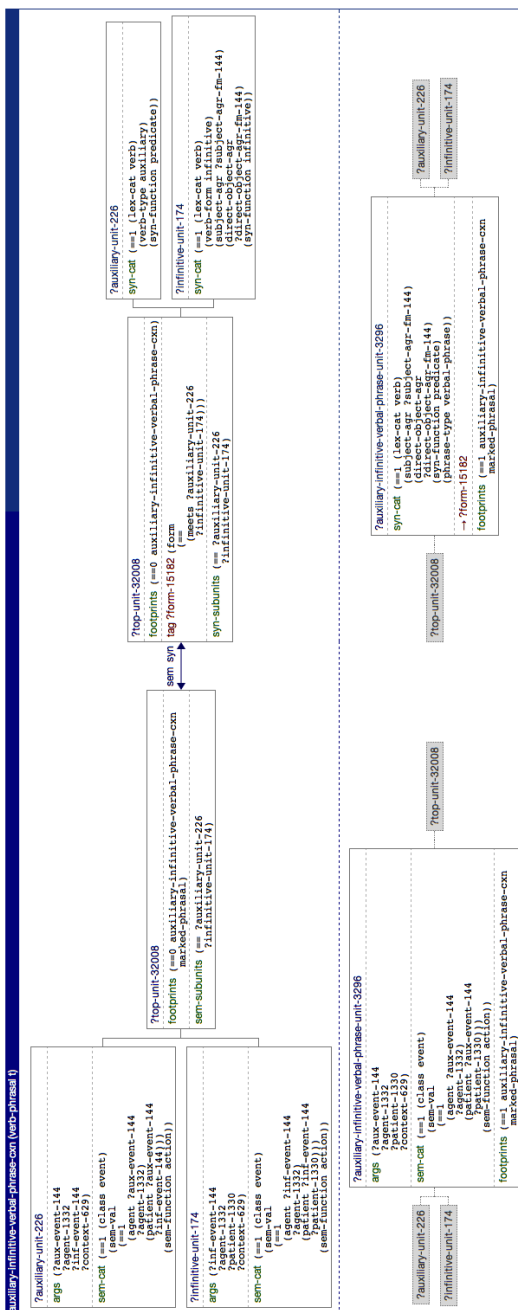 auxiliary-infinitive-verbal-phrase-cxn (verb-phrasal t)
?auxiliary-unit-226
args (?aux-event-144
?agent-1332
?inf-event-144
?context-629)
sem-cat (==1 (class event)
(sem-val
(==1
(agent ?aux-event-144
?agent-1332)
(patient ?aux-event-144
?inf-event-144)))
(sem-function action))
?infinitive-unit-174
args (?inf-event-144
?agent-1332
?patient-1330
?context-629)
sem-cat (==1 (class event)
(sem-val
(==1
(agent ?inf-event-144
?agent-1332)
(patient ?inf-event-144
?patient-1330)))
(sem-function action))
?top-unit-32008
footprints (==0 auxiliary-infinitive-verbal-phrase-cxn
marked-phrasal)
sem-subunits (== ?auxiliary-unit-226
?infinitive-unit-174)
sem syn
?top-unit-32008
footprints (==0 auxiliary-infinitive-verbal-phrase-cxn)
tag ?form-15182 (form
(==
(meets ?auxiliary-unit-226
?infinitive-unit-174)))
syn-subunits (== ?auxiliary-unit-226
?infinitive-unit-174)
?auxiliary-unit-226
syn-cat (==1 (lex-cat verb)
(verb-type auxiliary)
(syn-function predicate))
?infinitive-unit-174
syn-cat (==1 (lex-cat verb)
(verb-form infinitive)
(subject-agr ?subject-agr-fm-144)
(direct-object-agr
?direct-object-agr-fm-144)
(syn-function infinitive))
?auxiliary-unit-226
?infinitive-unit-174
?auxiliary-infinitive-verbal-phrase-unit-3296
args (?aux-event-144
?agent-1332
?patient-1330
?context-629)
sem-cat (==1 (class event)
(sem-val
(==1
(agent ?aux-event-144
?agent-1332)
(patient ?aux-event-144
?patient-1330)))
(sem-function action))
footprints (==1 auxiliary-infinitive-verbal-phrase-cxn
marked-phrasal)
?top-unit-32008
?top-unit-32008
?auxiliary-infinitive-verbal-phrase-unit-3296
syn-cat (==1 (lex-cat verb)
(subject-agr ?subject-agr-fm-144)
(direct-object-agr
?direct-object-agr-fm-144)
(syn-function predicate)
(phrase-type verbal-phrase))
→ ?form-15182
footprints (==1 auxiliary-infinitive-verbal-phrase-cxn
marked-phrasal)
?auxiliary-unit-226
?infinitive-unit-174